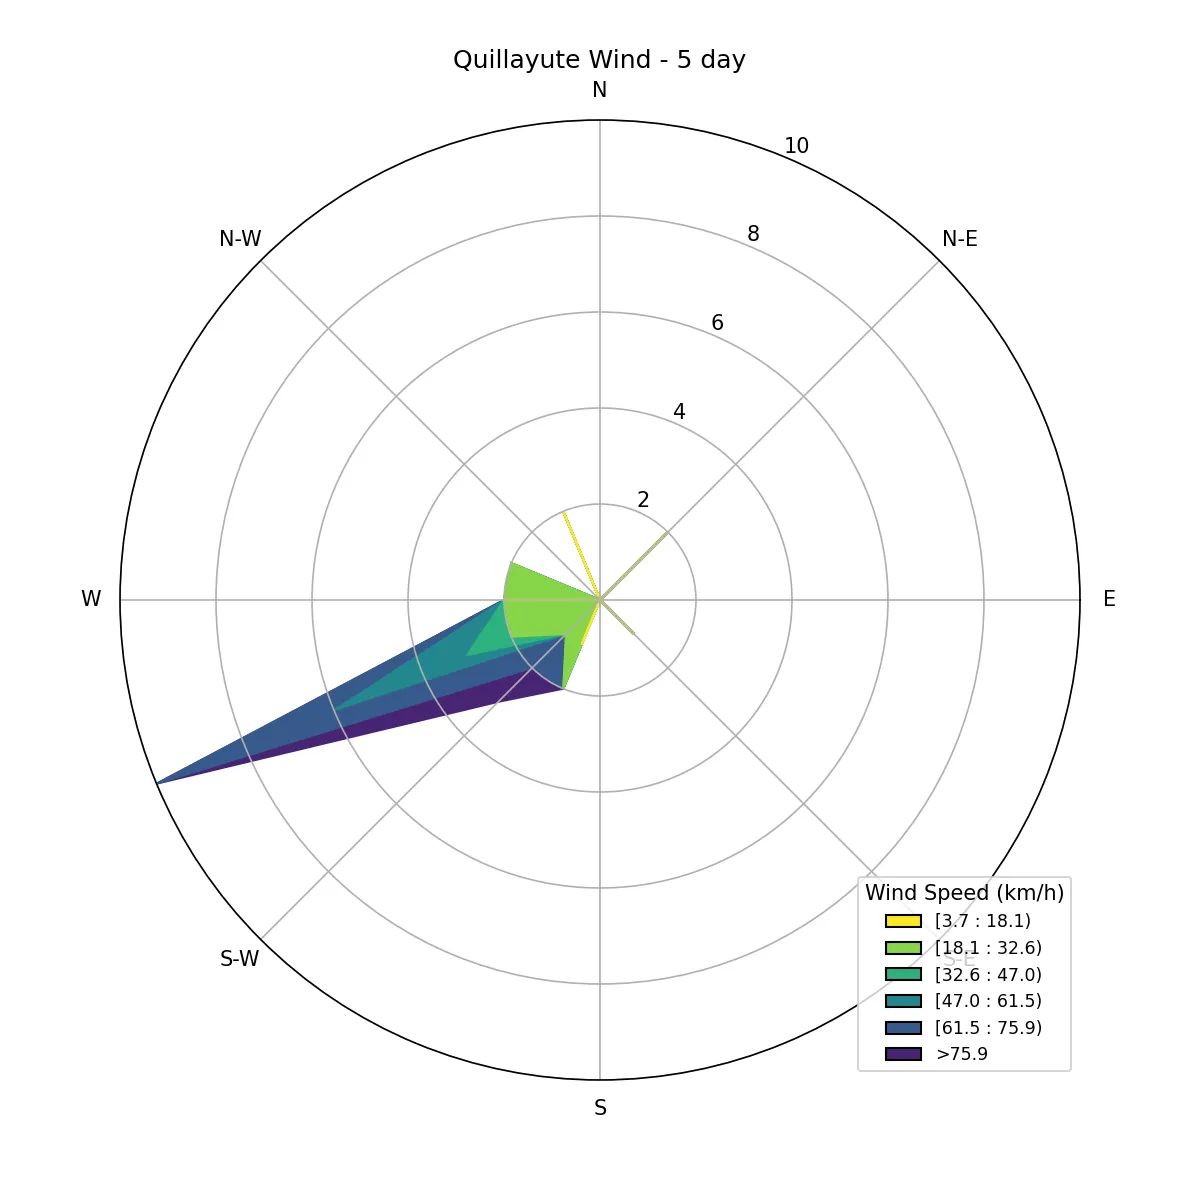 Quillayute Wind - 5 day
N
10
N-W
8
N-E
6
4
2
W
E
S-W
S-E
S
Wind Speed (km/h)
[3.7 : 18.1)
[18.1 : 32.6)
[32.6 : 47.0)
[47.0 : 61.5)
[61.5 : 75.9)
>75.9